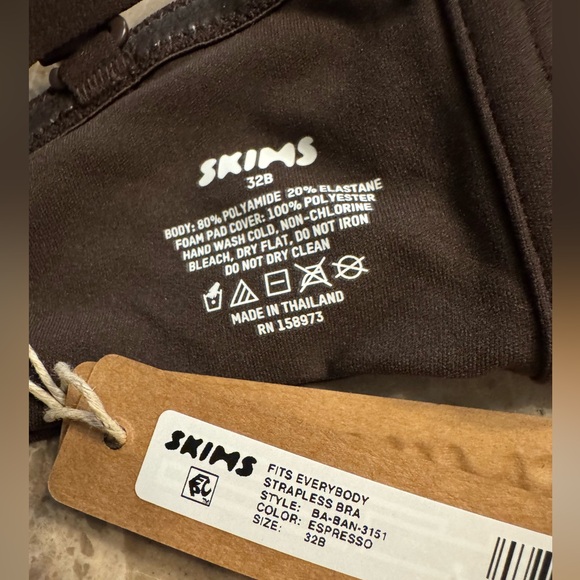 SKIMS
32B
BODY: 80% POLYAMIDE 20% ELASTANE
FOAM PAD COVER: 100% POLYESTER
HAND WASH COLD, NON-CHLORINE
BLEACH, DRY FLAT, DO NOT IRON
DO NOT DRY CLEAN
MADE IN THAILAND
RN 158973
SKIMS
FITS EVERYBODY
STRAPLESS BRA
STYLE: BA-BAN-3151
COLOR: ESPRESSO
SIZE: 32B